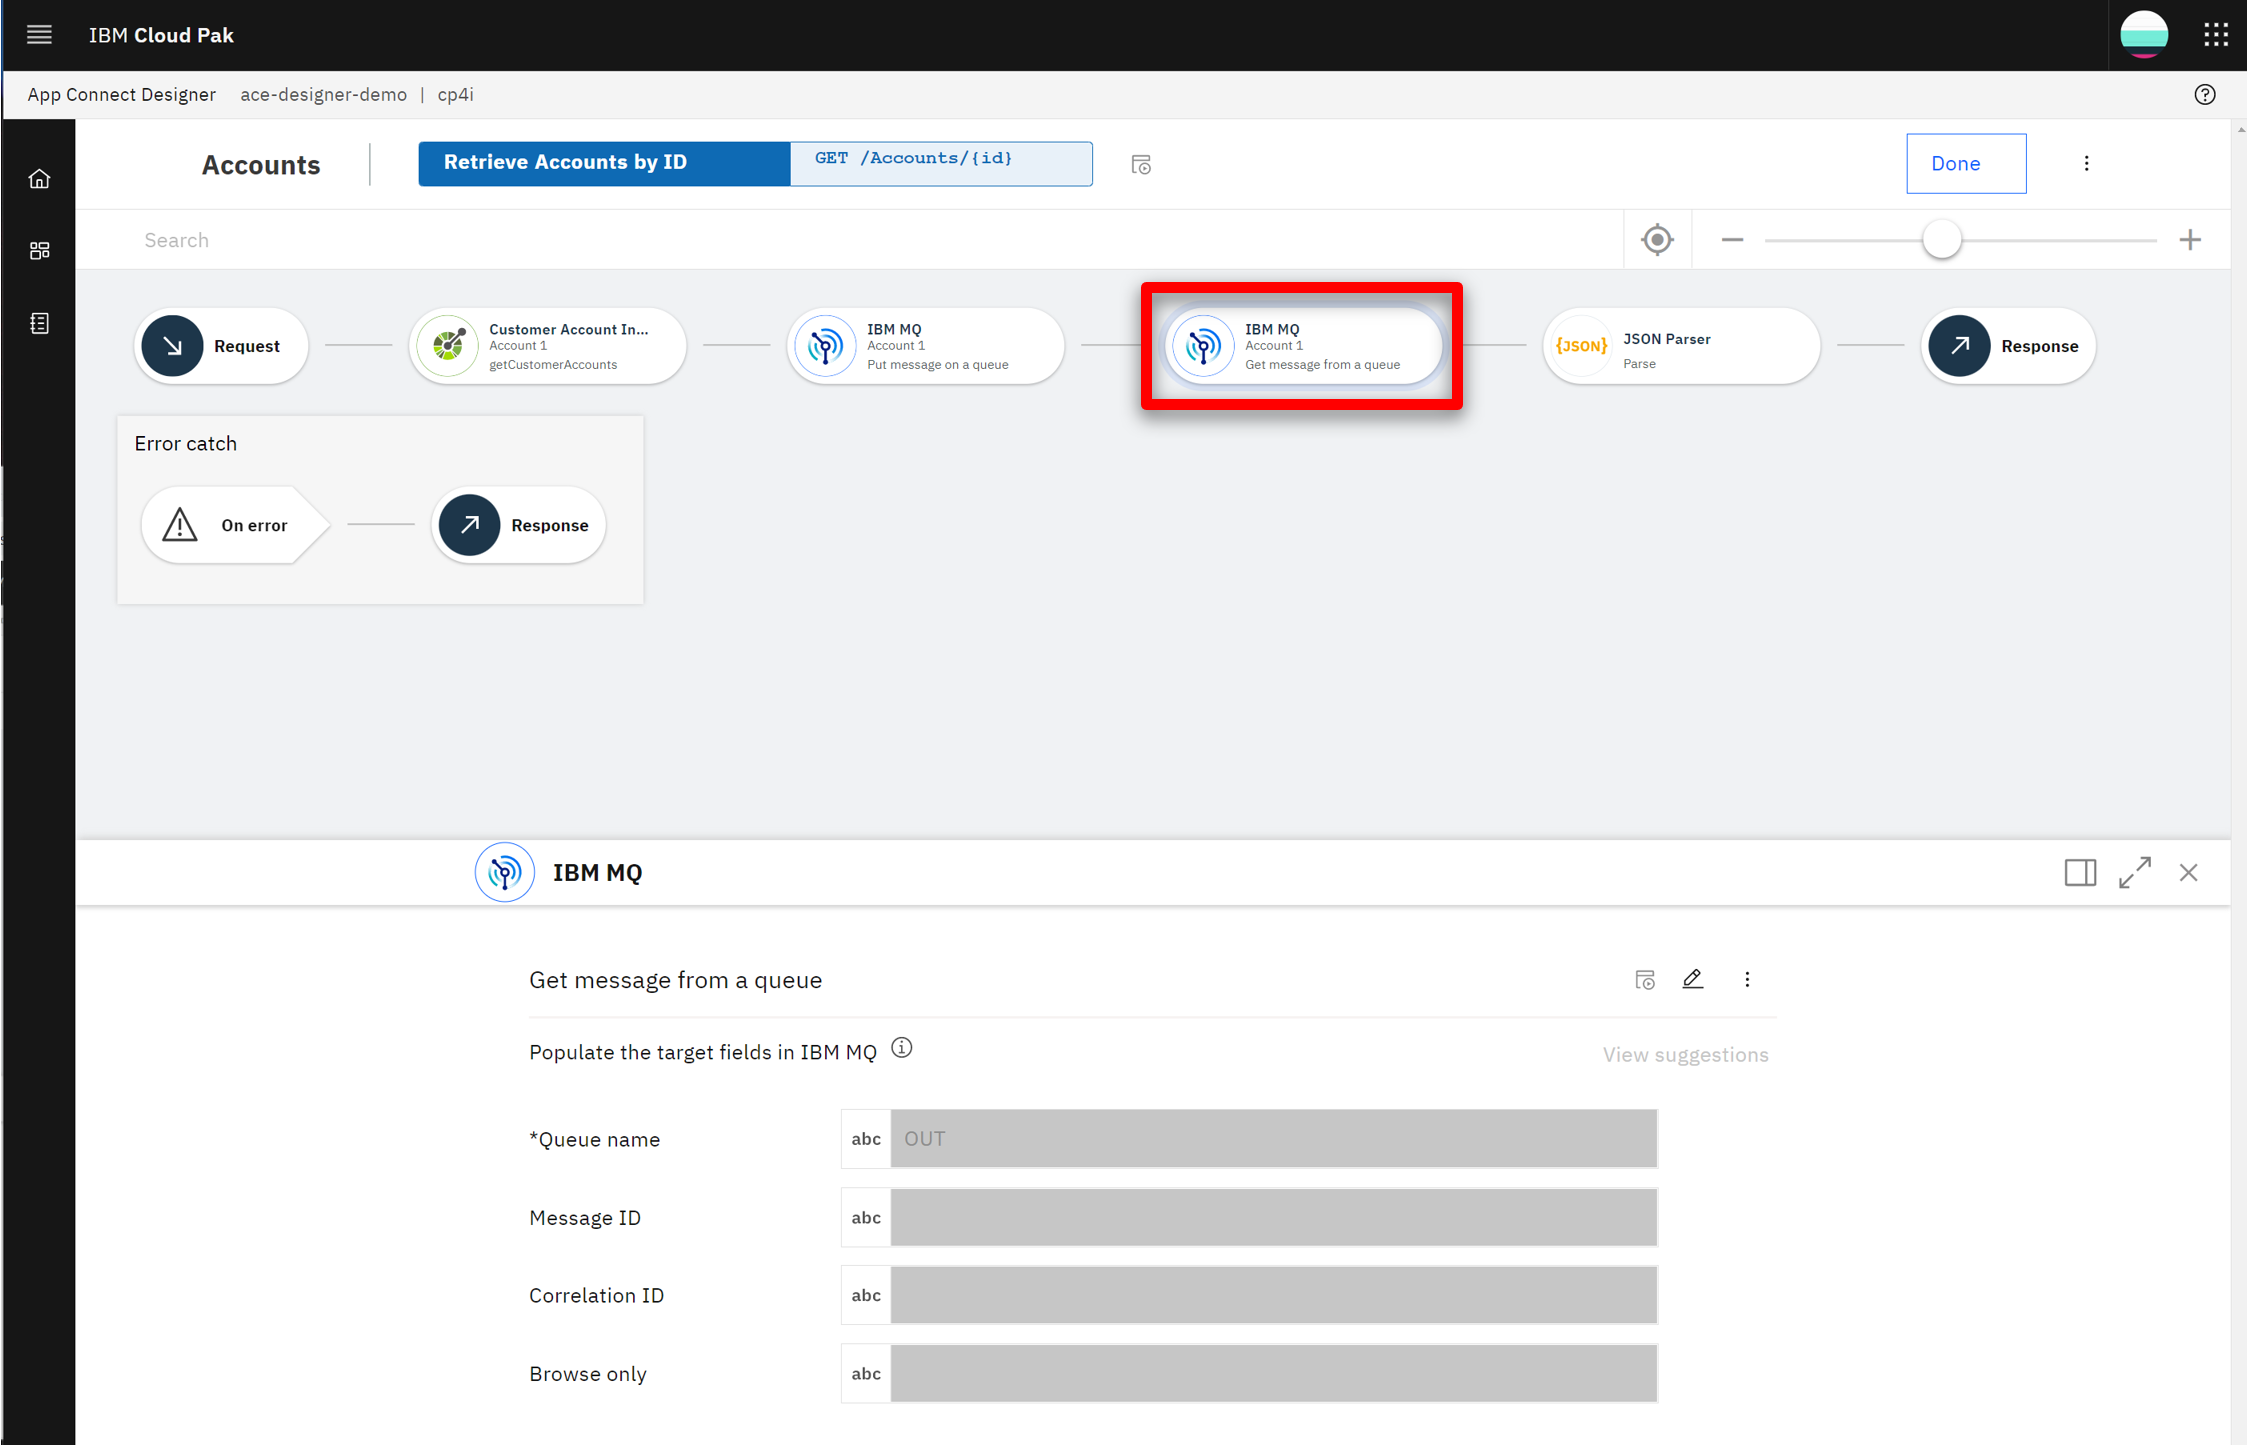 IBM Cloud Pak
App Connect Designer ace-designer-demo | cp4i
Accounts
Retrieve Accounts by ID
GET /Accounts/{id}
Done
Search
Request
Customer Account In...
Account 1
getCustomerAccounts
IBM MQ
Account 1
Put message on a queue
IBM MQ
Account 1
Get message from a queue
{JSON}
JSON Parser
Parse
Response
Error catch
On error
Response
IBM MQ
Get message from a queue
Populate the target fields in IBM MQ
View suggestions
*Queue name
abc
OUT
Message ID
abc
Correlation ID
abc
Browse only
abc